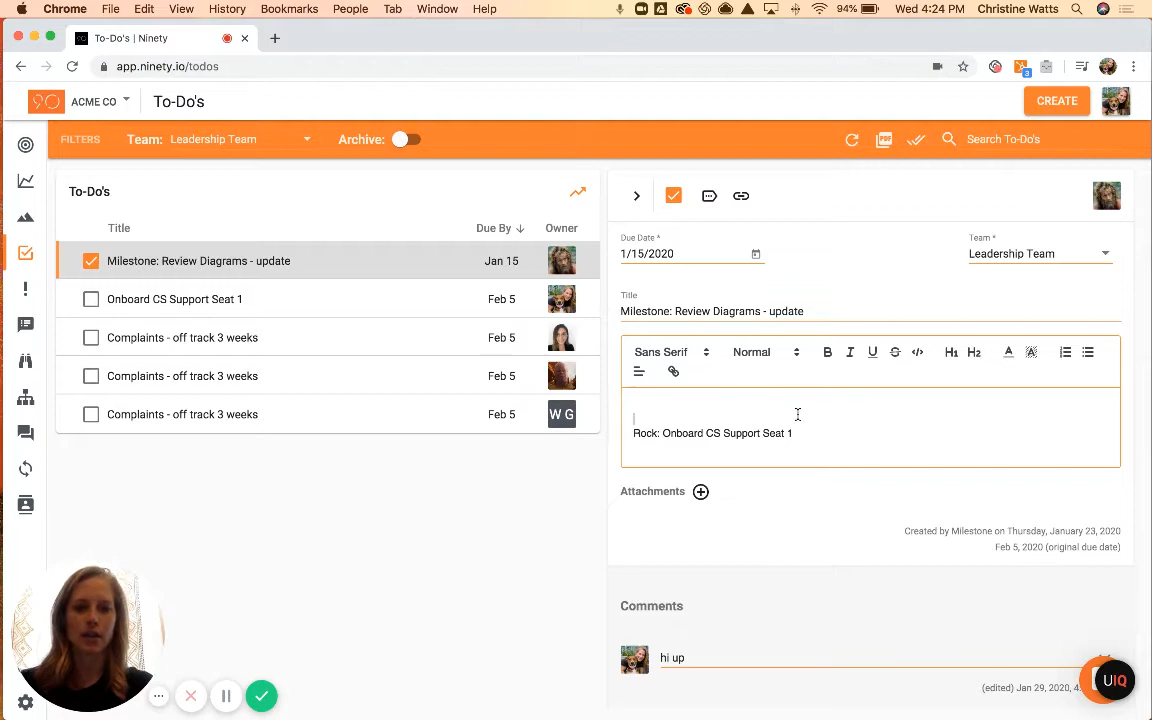 Chrome File Edit View History Bookmarks People Tab Window Help 94% Wed 4:24 PM Christine Watts
To-Do's | Ninety
app.ninety.io/todos
3
90 ACME CO To-Do's CREATE
FILTERS Team: Leadership Team Archive: PDF Search To-Do's
To-Do's
Title Due By Owner
Milestone: Review Diagrams - update Jan 15
Onboard CS Support Seat 1 Feb 5
Complaints - off track 3 weeks Feb 5
Complaints - off track 3 weeks Feb 5
Complaints - off track 3 weeks Feb 5 W G
Due Date * Team *
1/15/2020 Leadership Team
Title
Milestone: Review Diagrams - update
Sans Serif Normal B I U S </> H1 H2 A A
Rock: Onboard CS Support Seat 1
Attachments
Created by Milestone on Thursday, January 23, 2020
Feb 5, 2020 (original due date)
Comments
hi up
(edited) Jan 29, 2020, 4:
UIQ